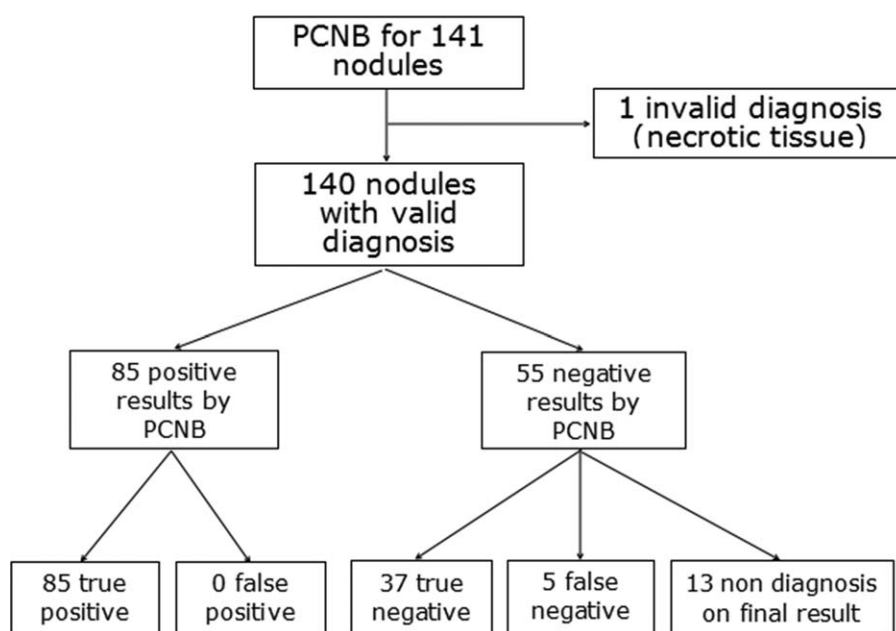 PCNB for 141
nodules
1 invalid diagnosis
(necrotic tissue)
140 nodules
with valid
diagnosis
85 positive
results by
PCNB
55 negative
results by
PCNB
85 true
positive
0 false
positive
37 true
negative
5 false
negative
13 non diagnosis
on final result